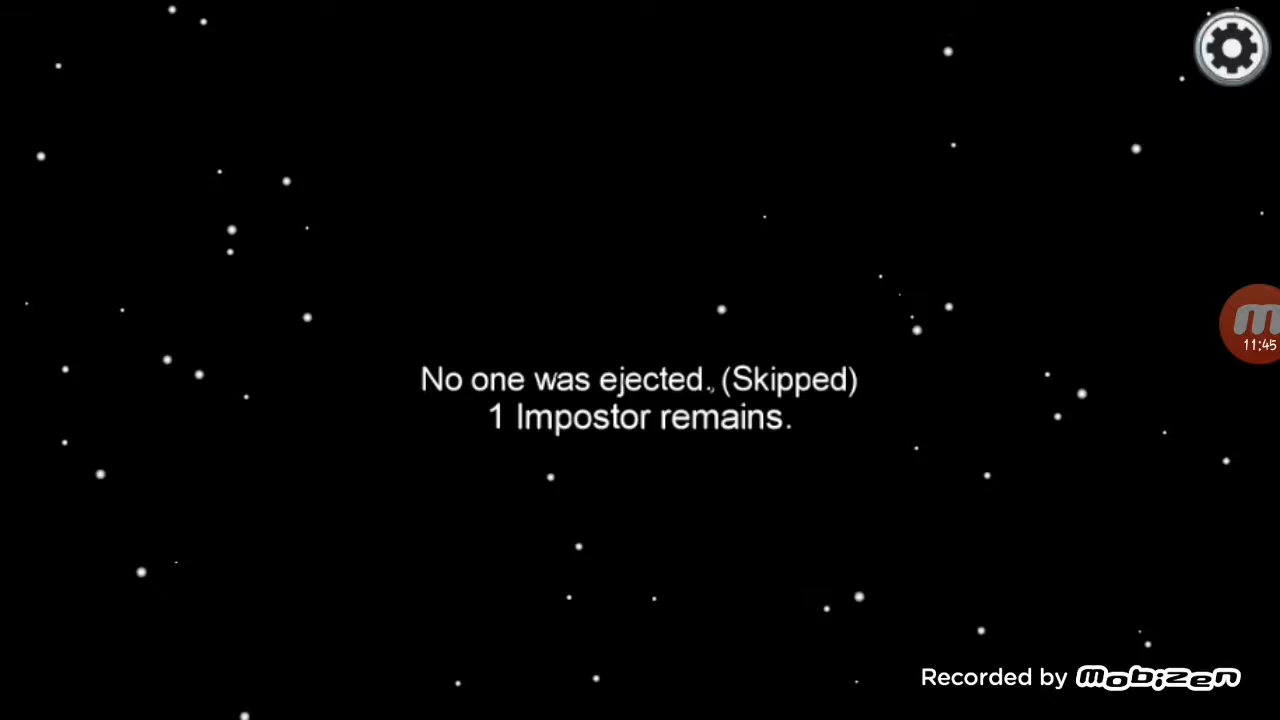 No one was ejected. (Skipped)
1 Impostor remains.
m
11:45
Recorded by mobizen